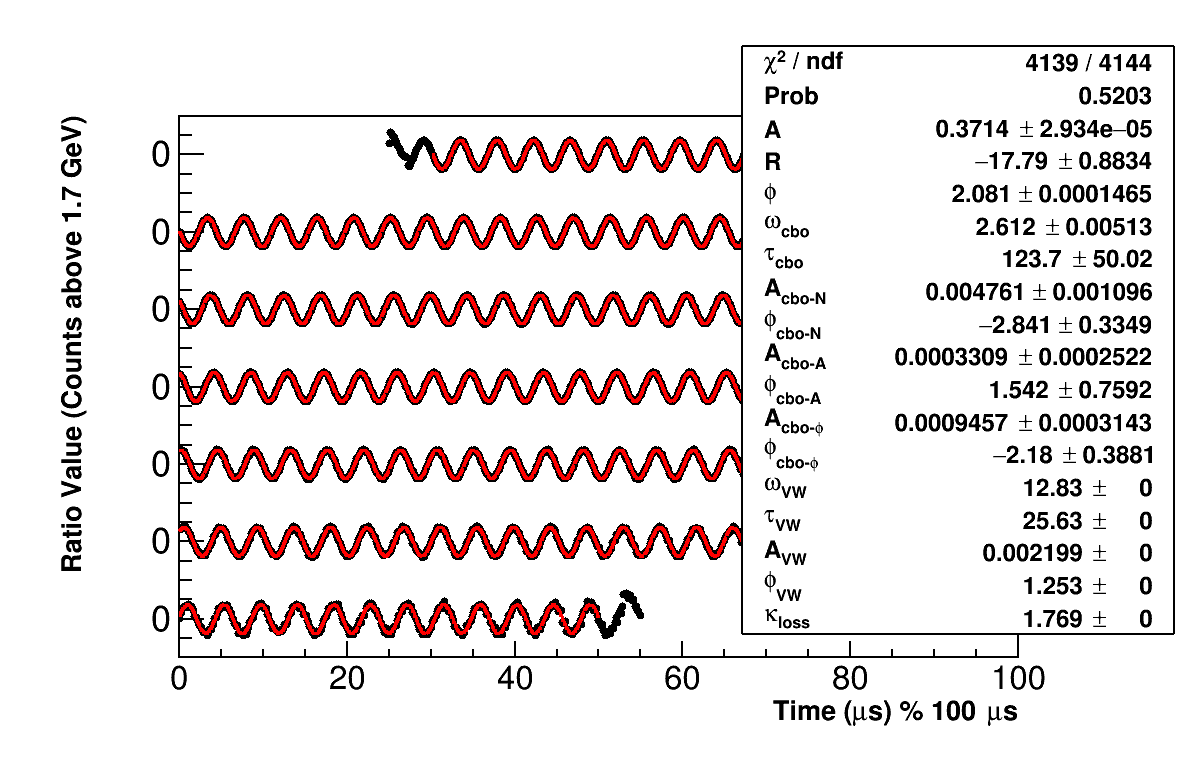 χ² / ndf 4139 / 4144
Prob 0.5203
A 0.3714 ± 2.934e−05
R −17.79 ± 0.8834
ϕ 2.081 ± 0.0001465
ω_cbo 2.612 ± 0.00513
τ_cbo 123.7 ± 50.02
A_cbo-N 0.004761 ± 0.001096
ϕ_cbo-N −2.841 ± 0.3349
A_cbo-A 0.0003309 ± 0.0002522
ϕ_cbo-A 1.542 ± 0.7592
A_cbo-ϕ 0.0009457 ± 0.0003143
ϕ_cbo-ϕ −2.18 ± 0.3881
ω_VW 12.83 ± 0
τ_VW 25.63 ± 0
A_VW 0.002199 ± 0
ϕ_VW 1.253 ± 0
κ_loss 1.769 ± 0
Ratio Value (Counts above 1.7 GeV)
0
0
0
0
0
0
0
0 20 40 60 80 100
Time (μs) % 100 μs